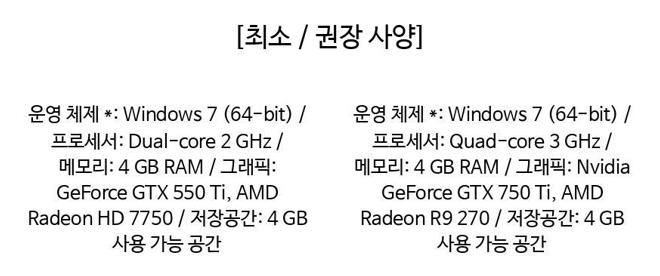 [최소 / 권장 사양]
운영 체제 *: Windows 7 (64-bit) /
프로세서: Dual-core 2 GHz /
메모리: 4 GB RAM / 그래픽:
GeForce GTX 550 Ti, AMD
Radeon HD 7750 / 저장공간: 4 GB
사용 가능 공간
운영 체제 *: Windows 7 (64-bit) /
프로세서: Quad-core 3 GHz /
메모리: 4 GB RAM / 그래픽: Nvidia
GeForce GTX 750 Ti, AMD
Radeon R9 270 / 저장공간: 4 GB
사용 가능 공간